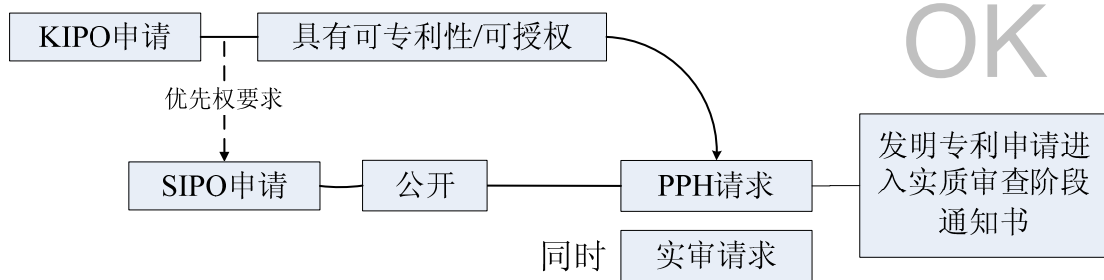 KIPO申请
具有可专利性/可授权
OK
优先权要求
SIPO申请
公开
PPH请求
发明专利申请进
入实质审查阶段
通知书
同时
实审请求